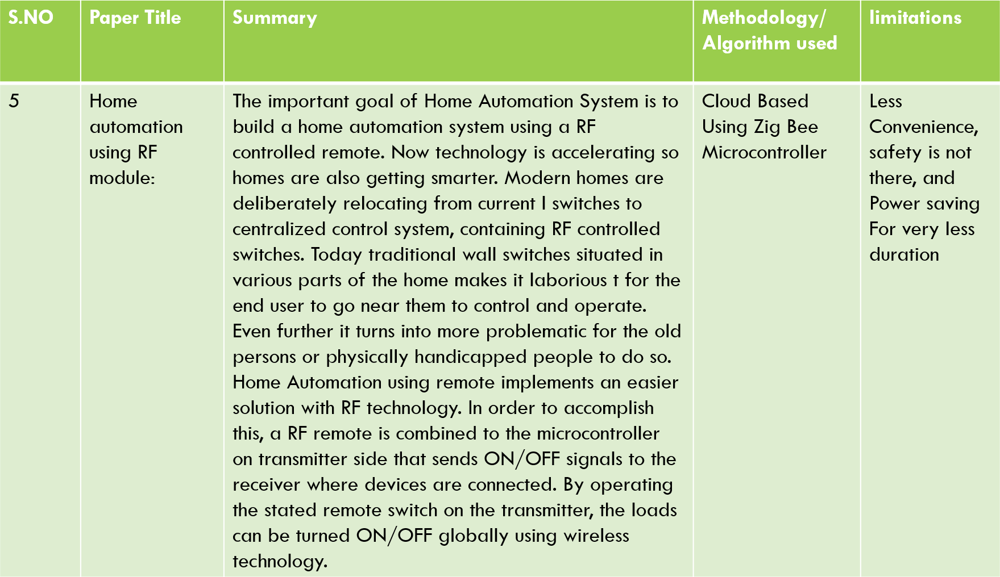 S.NO
Paper Title
Summary
Methodology/
Algorithm used
limitations
5
Home
automation
using RF
module:
The important goal of Home Automation System is to
build a home automation system using a RF
controlled remote. Now technology is accelerating so
homes are also getting smarter. Modern homes are
deliberately relocating from current l switches to
centralized control system, containing RF controlled
switches. Today traditional wall switches situated in
various parts of the home makes it laborious t for the
end user to go near them to control and operate.
Even further it turns into more problematic for the old
persons or physically handicapped people to do so.
Home Automation using remote implements an easier
solution with RF technology. In order to accomplish
this, a RF remote is combined to the microcontroller
on transmitter side that sends ON/OFF signals to the
receiver where devices are connected. By operating
the stated remote switch on the transmitter, the loads
can be turned ON/OFF globally using wireless
technology.
Cloud Based
Using Zig Bee
Microcontroller
Less
Convenience,
safety is not
there, and
Power saving
For very less
duration